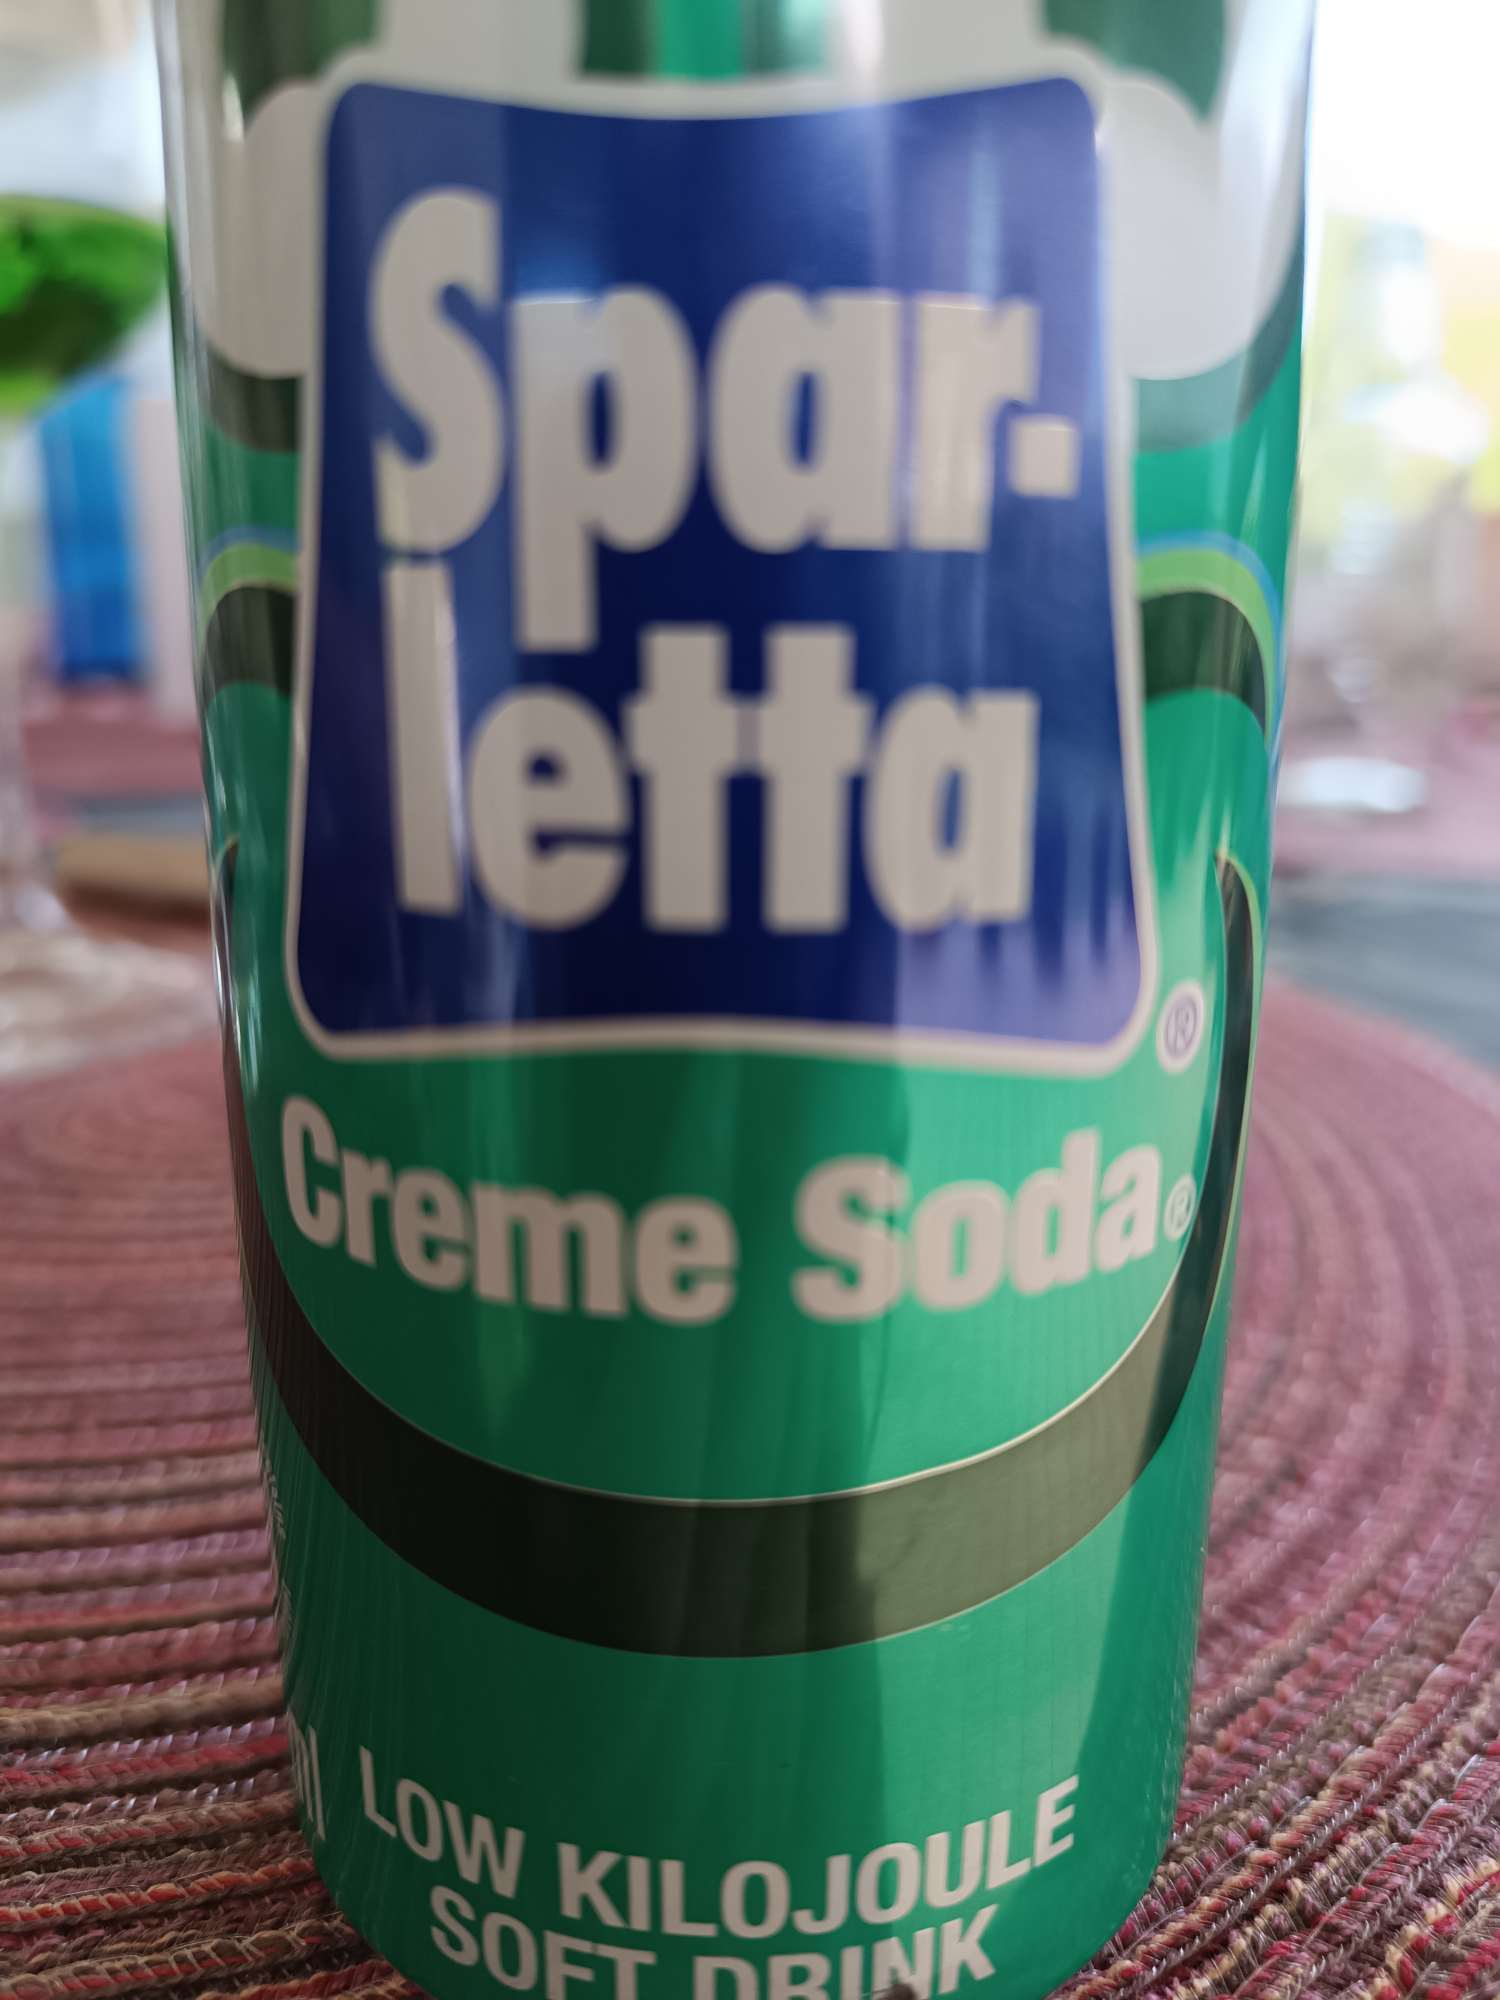 Spar-
letta
®
Creme Soda®
LOW KILOJOULE
SOFT DRINK